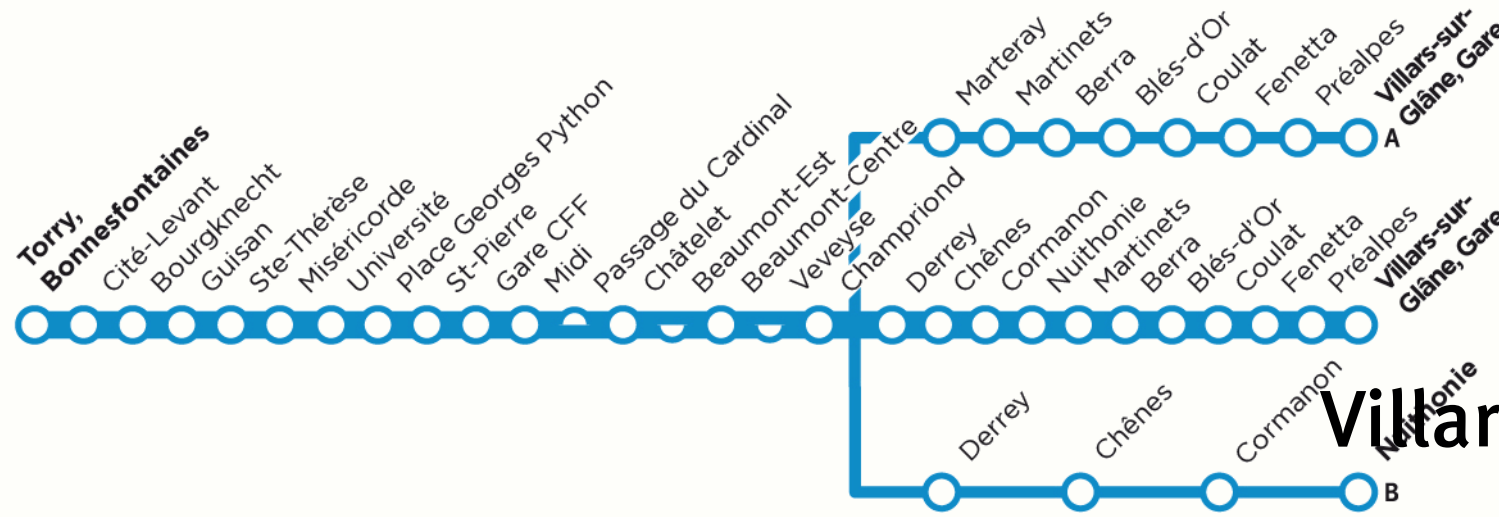 Torry,
Bonnesfontaines
Cité-Levant
Bourgknecht
Guisan
Ste-Thérèse
Miséricorde
Université
Place Georges Python
St-Pierre
Gare CFF
Midi
Passage du Cardinal
Châtelet
Beaumont-Est
Beaumont-Centre
Veveyse
Champriond
Marteray
Martinets
Berra
Blés-d'Or
Coulat
Fenetta
Préalpes
Villars-sur-
Glâne, Gare
A
Derrey
Chênes
Cormanon
Nuithonie
Martinets
Berra
Blés-d'Or
Coulat
Fenetta
Préalpes
Villars-sur-
Glâne, Gare
Derrey
Chênes
Cormanon
Nuithonie
B
Villar